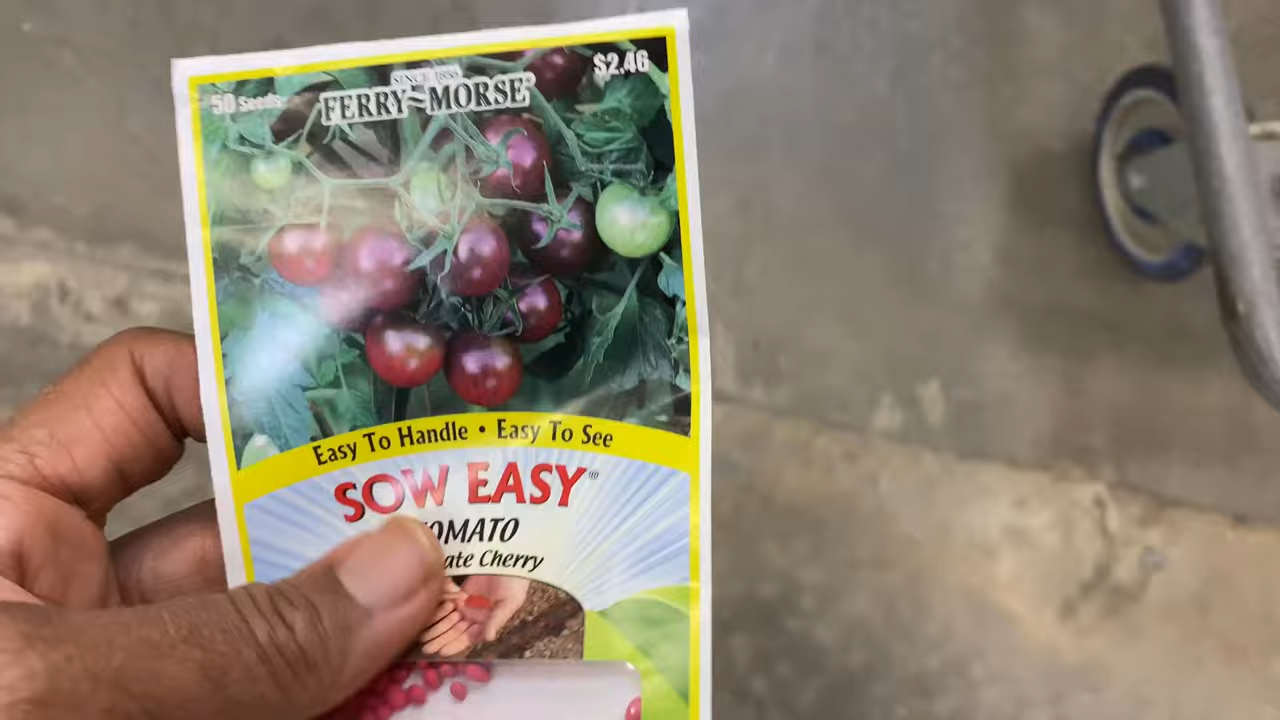 $2.46
50 Seeds
SINCE 1856
FERRY-MORSE®
Easy To Handle • Easy To See
SOW EASY®
OMATO
ate Cherry